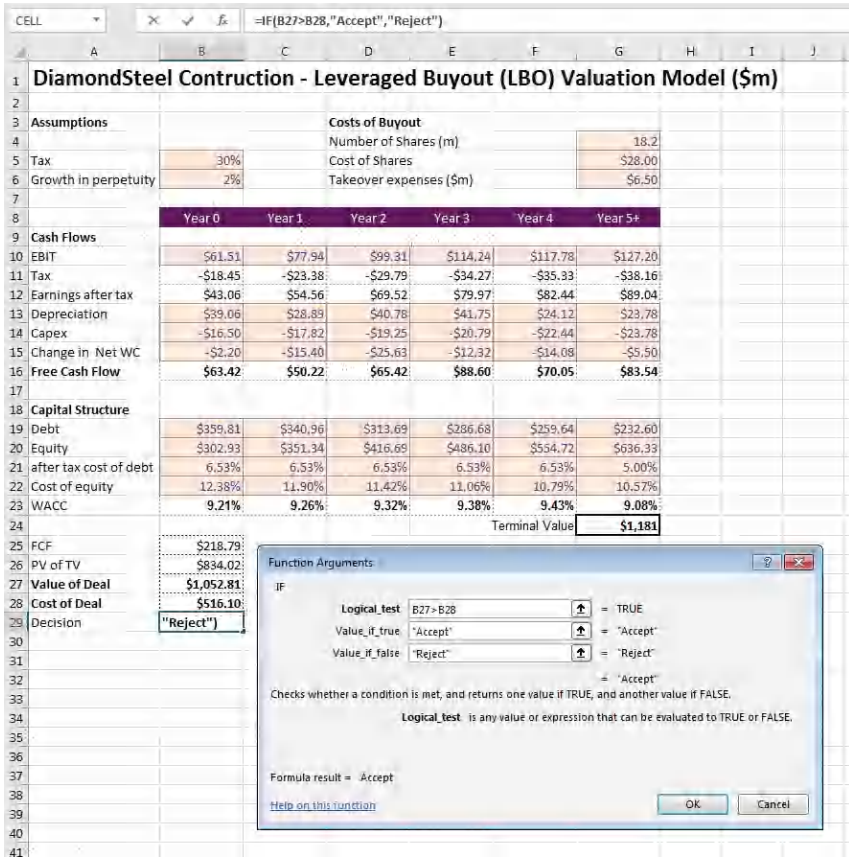 CELL =IF(B27>B28,"Accept","Reject")
A B C D E F G H I J
1 DiamondSteel Contruction - Leveraged Buyout (LBO) Valuation Model ($m)
2
3 Assumptions Costs of Buyout
4 Number of Shares (m) 18.2
5 Tax 30% Cost of Shares $28.00
6 Growth in perpetuity 2% Takeover expenses ($m) $6.50
7
8 Year 0 Year 1 Year 2 Year 3 Year 4 Year 5+
9 Cash Flows
10 EBIT $61.51 $77.94 $99.31 $114.24 $117.78 $127.20
11 Tax -$18.45 -$23.38 -$29.79 -$34.27 -$35.33 -$38.16
12 Earnings after tax $43.06 $54.56 $69.52 $79.97 $82.44 $89.04
13 Depreciation $39.06 $28.89 $40.78 $41.75 $24.12 $23.78
14 Capex -$16.50 -$17.82 -$19.25 -$20.79 -$22.44 -$23.78
15 Change in Net WC -$2.20 -$15.40 -$25.63 -$12.32 -$14.08 -$5.50
16 Free Cash Flow $63.42 $50.22 $65.42 $88.60 $70.05 $83.54
17
18 Capital Structure
19 Debt $359.81 $340.96 $313.69 $286.68 $259.64 $232.60
20 Equity $302.93 $351.34 $416.69 $486.10 $554.72 $636.33
21 after tax cost of debt 6.53% 6.53% 6.53% 6.53% 6.53% 5.00%
22 Cost of equity 12.38% 11.90% 11.42% 11.06% 10.79% 10.57%
23 WACC 9.21% 9.26% 9.32% 9.38% 9.43% 9.08%
24 Terminal Value $1,181
25 FCF $218.79
26 PV of TV $834.02
27 Value of Deal $1,052.81
28 Cost of Deal $516.10
29 Decision "Reject")
30
31
32
33
34
35
36
37
38
39
40
41
Function Arguments
IF
Logical_test B27>B28 = TRUE
Value_if_true "Accept" = "Accept"
Value_if_false "Reject" = "Reject"
= "Accept"
Checks whether a condition is met, and returns one value if TRUE, and another value if FALSE.
Logical_test is any value or expression that can be evaluated to TRUE or FALSE.
Formula result = Accept
Help on this function OK Cancel